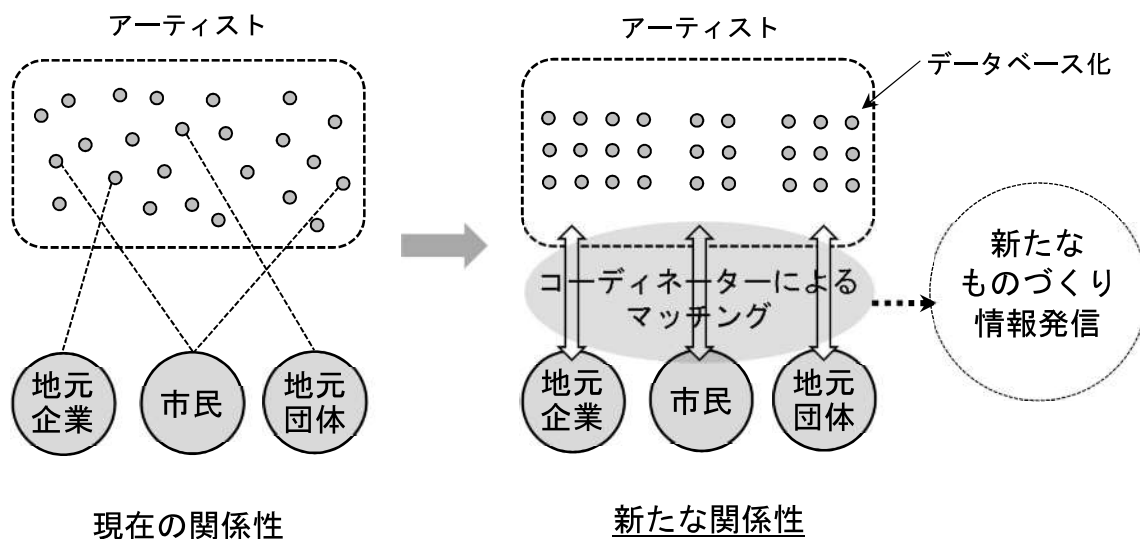 アーティスト
地元
企業
市民
地元
団体
現在の関係性
アーティスト
データベース化
コーディネーターによる
マッチング
地元
企業
市民
地元
団体
新たな
ものづくり
情報発信
新たな関係性